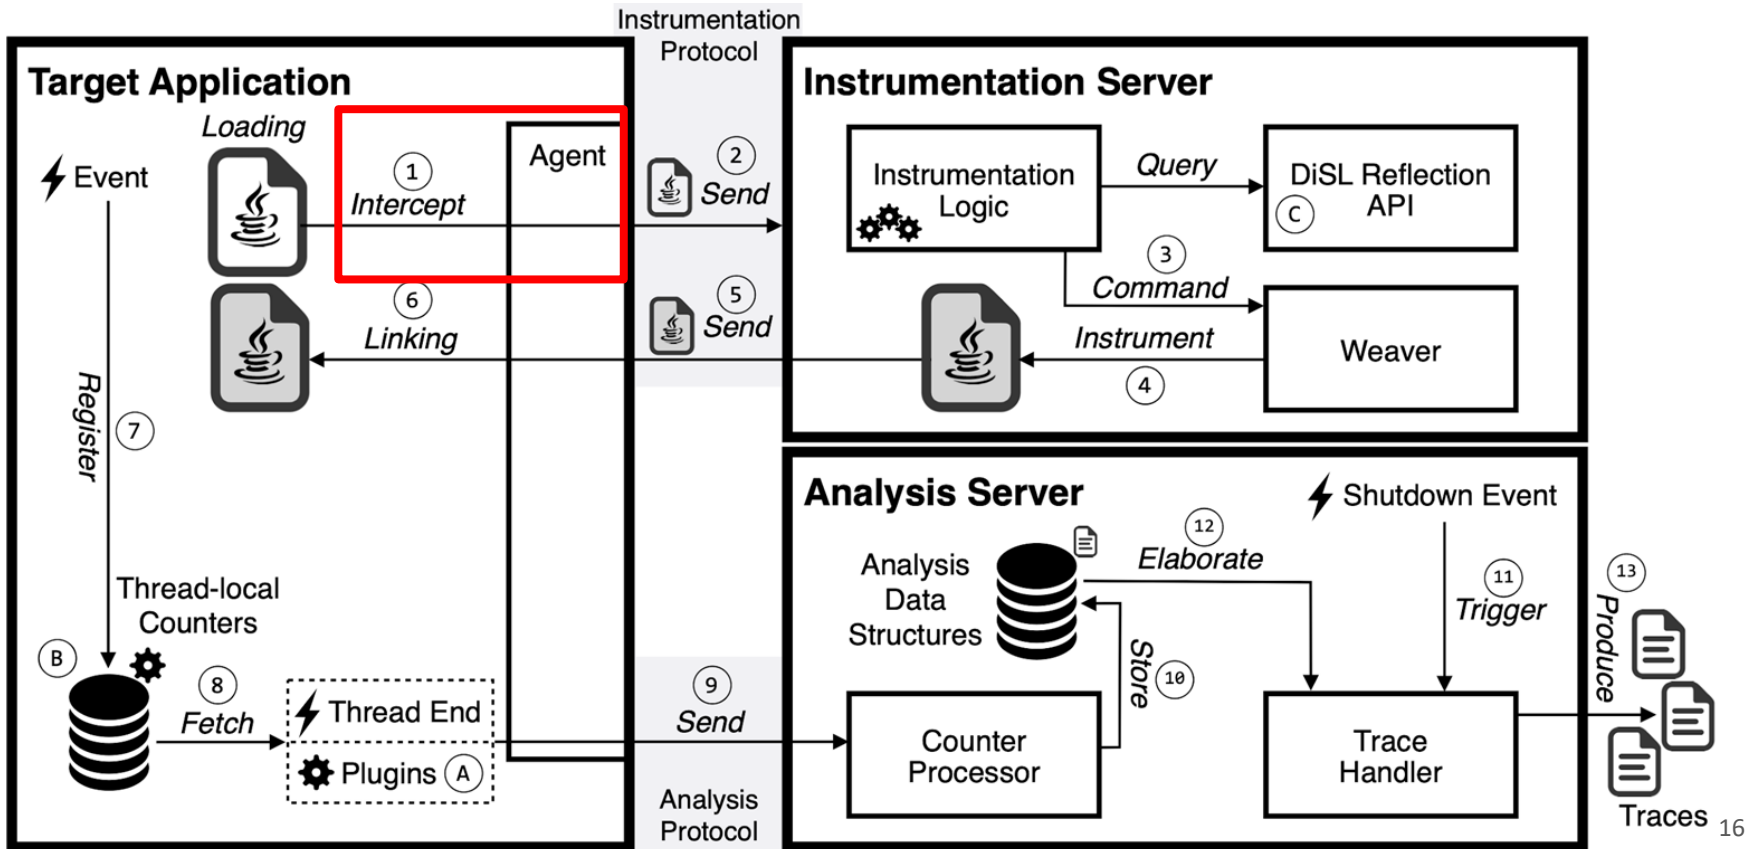 Instrumentation
Protocol
Target Application
Loading
Event
1
Intercept
Agent
2
Send
6
Linking
5
Send
Register
7
Thread-local
Counters
B
8
Fetch
Thread End
Plugins A
9
Send
Analysis
Protocol
Instrumentation Server
Instrumentation
Logic
Query
DiSL Reflection
API
C
3
Command
Instrument
4
Weaver
Analysis Server
Shutdown Event
Analysis
Data
Structures
12
Elaborate
11
Trigger
Store
10
Counter
Processor
Trace
Handler
13
Produce
Traces
16